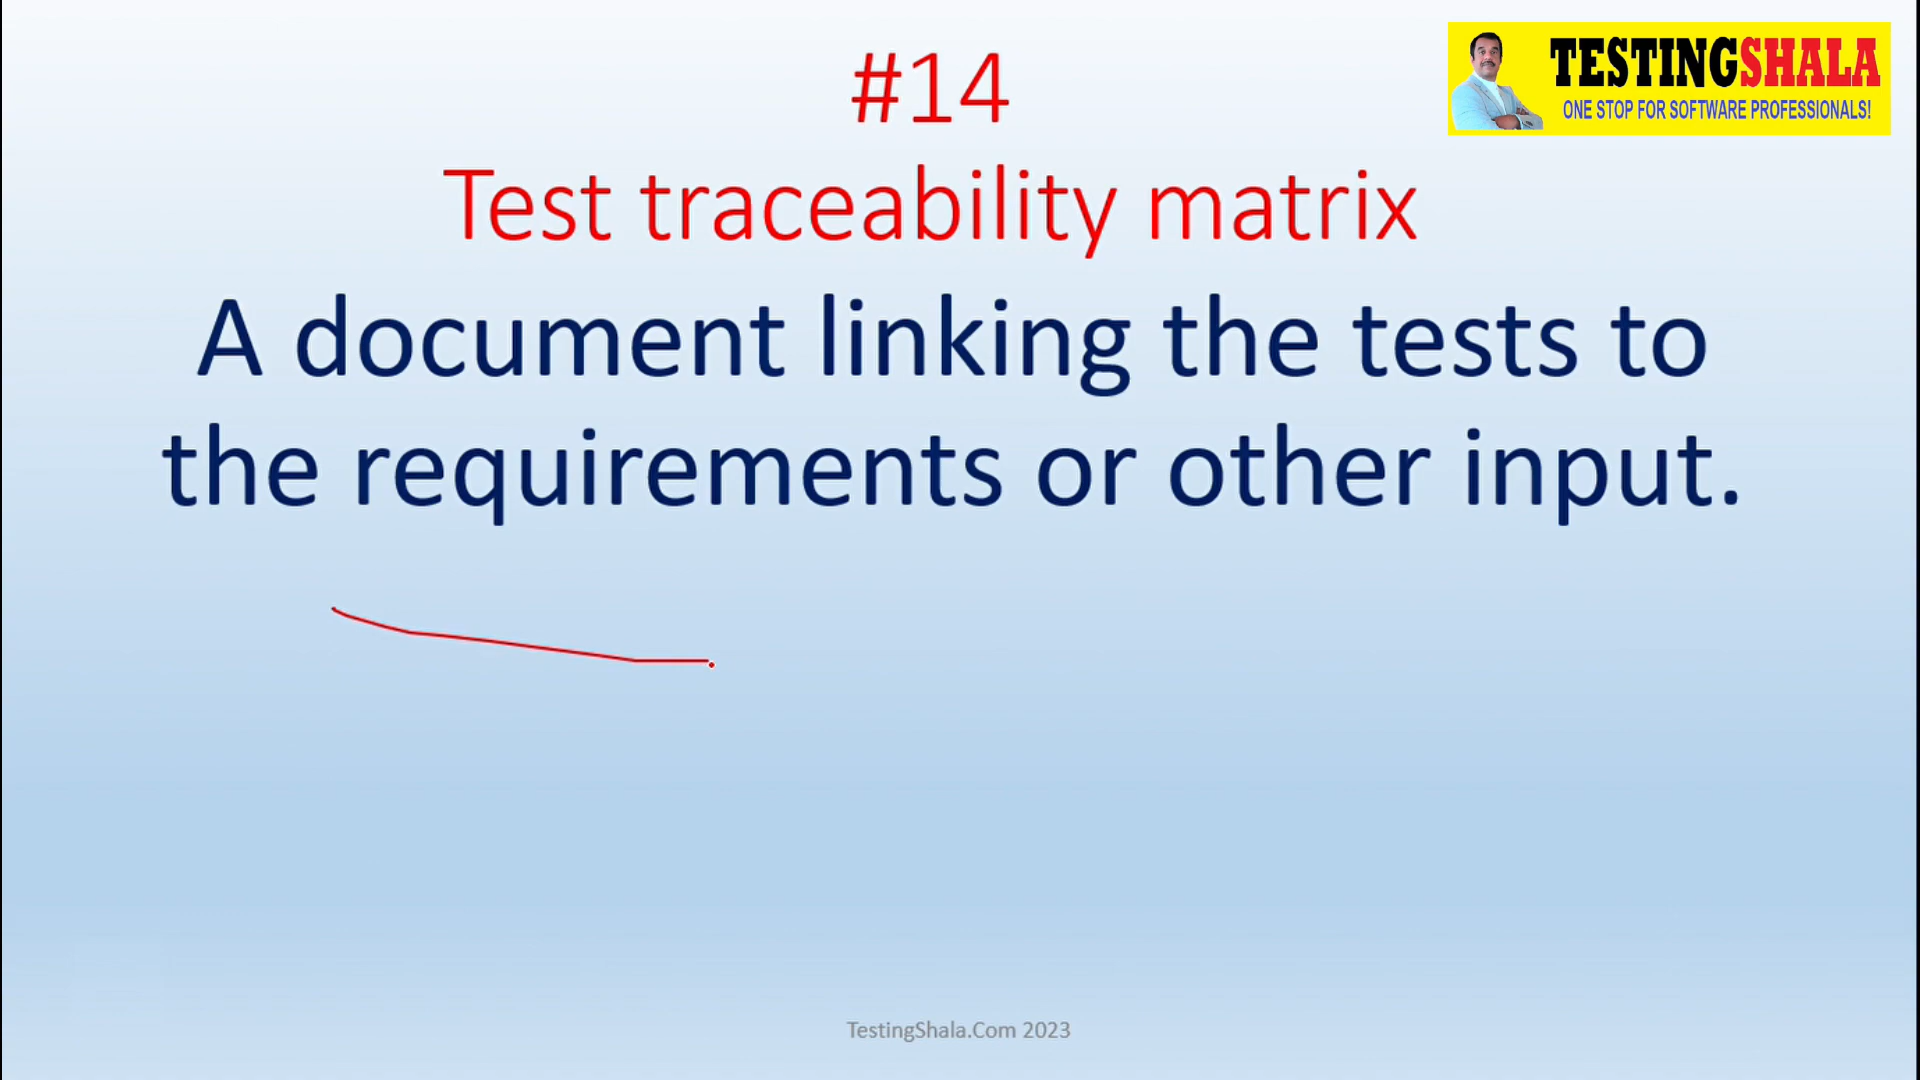 #14
TESTINGSHALA
ONE STOP FOR SOFTWARE PROFESSIONALS!
Test traceability matrix
A document linking the tests to
the requirements or other input.
TestingShala.Com 2023